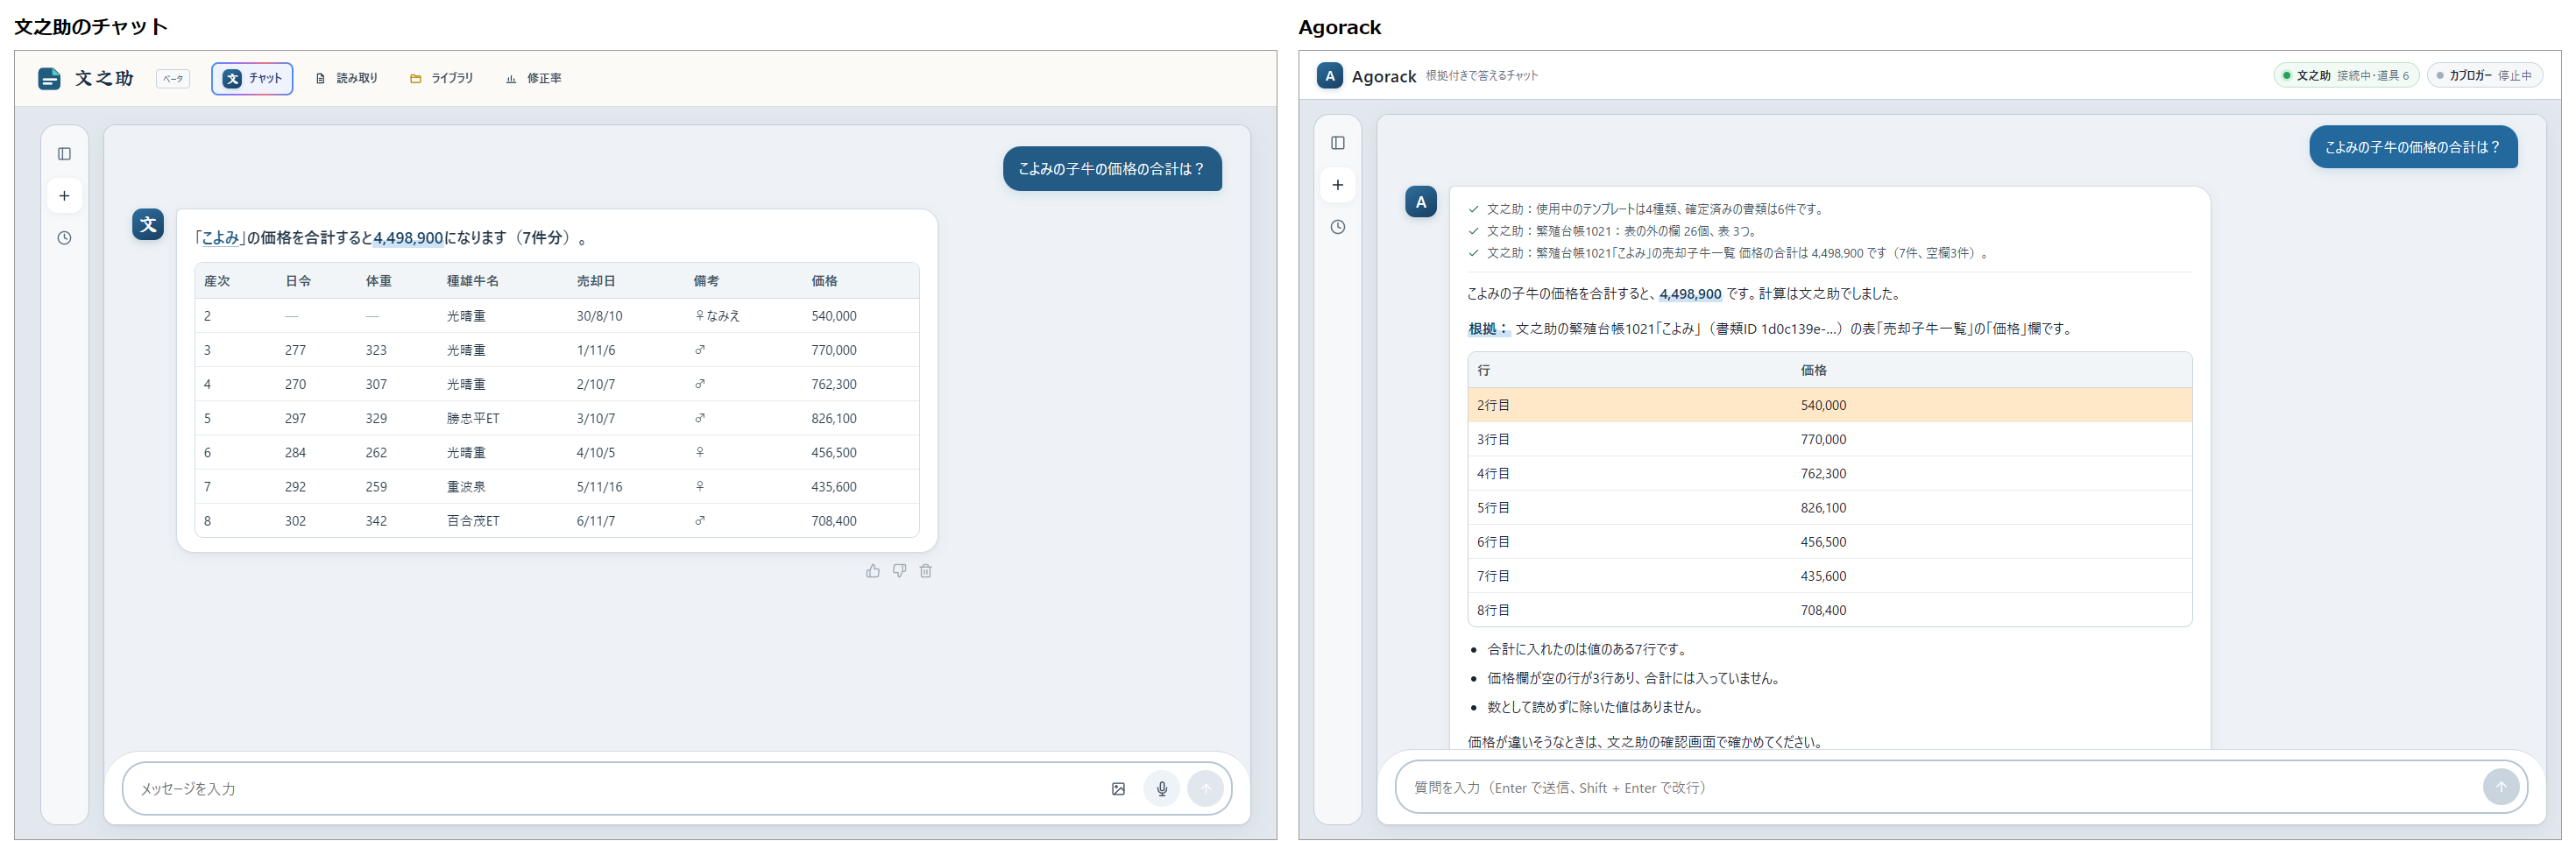 文之助のチャット
文之助 ベータ チャット 読み取り ライブラリ 修正率
こよみの子牛の価格の合計は？
文
「こよみ」の価格を合計すると4,498,900になります（7件分）。
産次 日令 体重 種雄牛名 売却日 備考 価格
2 — — 光晴重 30/8/10 ♀なみえ 540,000
3 277 323 光晴重 1/11/6 ♂ 770,000
4 270 307 光晴重 2/10/7 ♂ 762,300
5 297 329 勝忠平ET 3/10/7 ♂ 826,100
6 284 262 光晴重 4/10/5 ♀ 456,500
7 292 259 重波泉 5/11/16 ♀ 435,600
8 302 342 百合茂ET 6/11/7 ♂ 708,400
メッセージを入力
Agorack
A Agorack 根拠付きで答えるチャット 文之助 接続中・道具 6 カブロガー 停止中
こよみの子牛の価格の合計は？
A
文之助：使用中のテンプレートは4種類、確定済みの書類は6件です。
文之助：繁殖台帳1021：表の外の欄 26個、表 3つ。
文之助：繁殖台帳1021「こよみ」の売却子牛一覧 価格の合計は 4,498,900 です（7件、空欄3件）。
こよみの子牛の価格を合計すると、4,498,900 です。計算は文之助でしました。
根拠： 文之助の繁殖台帳1021「こよみ」（書類ID 1d0c139e-…）の表「売却子牛一覧」の「価格」欄です。
行 価格
2行目 540,000
3行目 770,000
4行目 762,300
5行目 826,100
6行目 456,500
7行目 435,600
8行目 708,400
• 合計に入れたのは値のある7行です。
• 価格欄が空の行が3行あり、合計には入っていません。
• 数として読めずに除いた値はありません。
価格が違いそうなときは、文之助の確認画面で確かめてください。
質問を入力（Enter で送信、Shift + Enter で改行）